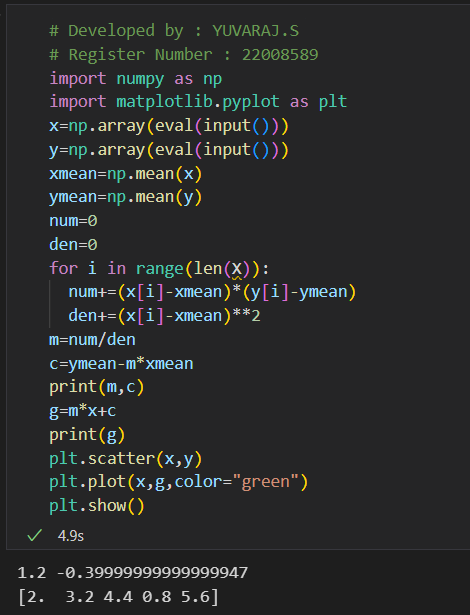 # Developed by : YUVARAJ.S
# Register Number : 22008589
import numpy as np
import matplotlib.pyplot as plt
x=np.array(eval(input()))
y=np.array(eval(input()))
xmean=np.mean(x)
ymean=np.mean(y)
num=0
den=0
for i in range(len(X)):
  num+=(x[i]-xmean)*(y[i]-ymean)
  den+=(x[i]-xmean)**2
m=num/den
c=ymean-m*xmean
print(m,c)
g=m*x+c
print(g)
plt.scatter(x,y)
plt.plot(x,g,color="green")
plt.show()
4.9s
1.2 -0.39999999999999947
[2.  3.2 4.4 0.8 5.6]